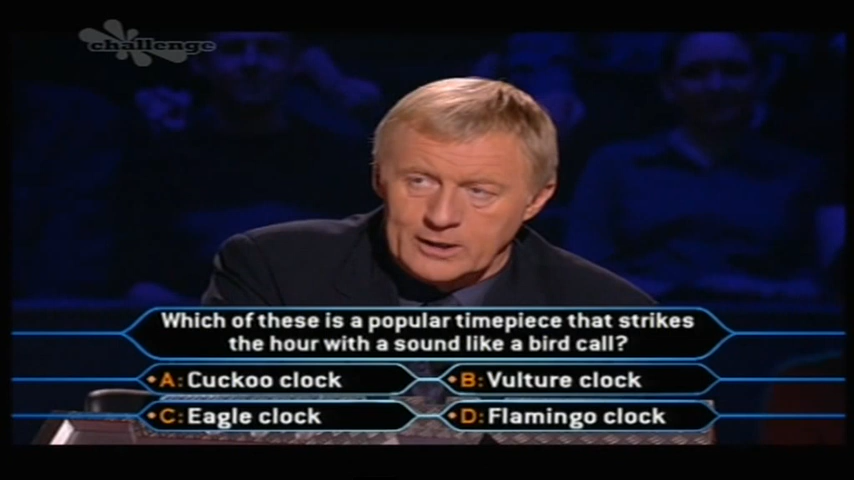 challenge
Which of these is a popular timepiece that strikes
the hour with a sound like a bird call?
A: Cuckoo clock
B: Vulture clock
C: Eagle clock
D: Flamingo clock